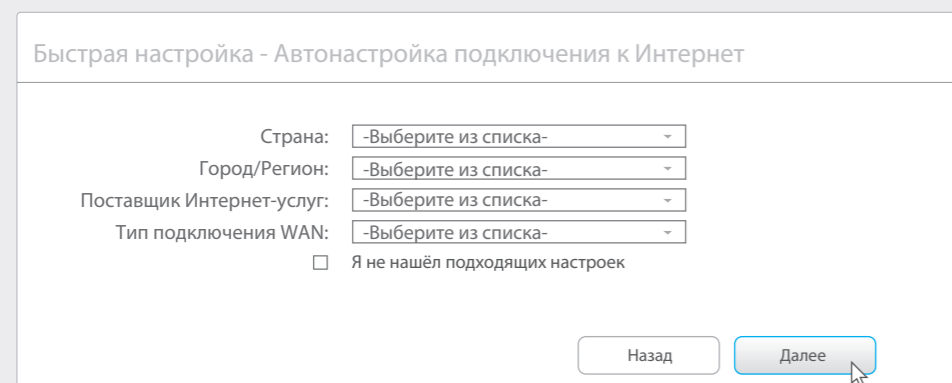 Быстрая настройка - Автонастройка подключения к Интернет
Страна: -Выберите из списка-
Город/Регион: -Выберите из списка-
Поставщик Интернет-услуг: -Выберите из списка-
Тип подключения WAN: -Выберите из списка-
Я не нашёл подходящих настроек
Назад Далее